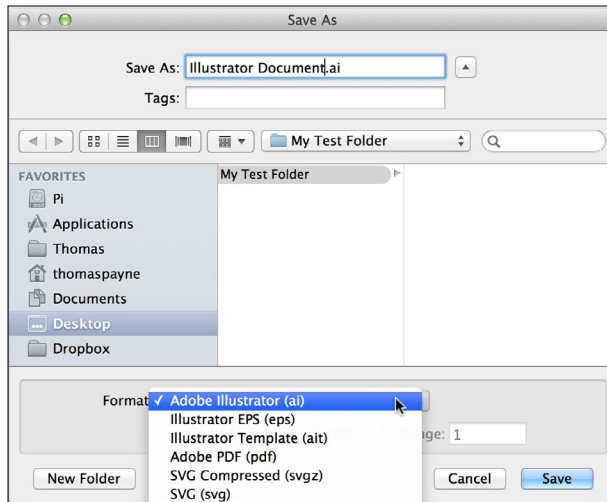 Save As
Save As: Illustrator Document.ai
Tags:
My Test Folder
FAVORITES
Pi
Applications
Thomas
thomaspayne
Documents
Desktop
Dropbox
My Test Folder
Format ✓ Adobe Illustrator (ai)
Illustrator EPS (eps)
Illustrator Template (ait)
Adobe PDF (pdf)
SVG Compressed (svgz)
SVG (svg)
1
New Folder
Cancel
Save